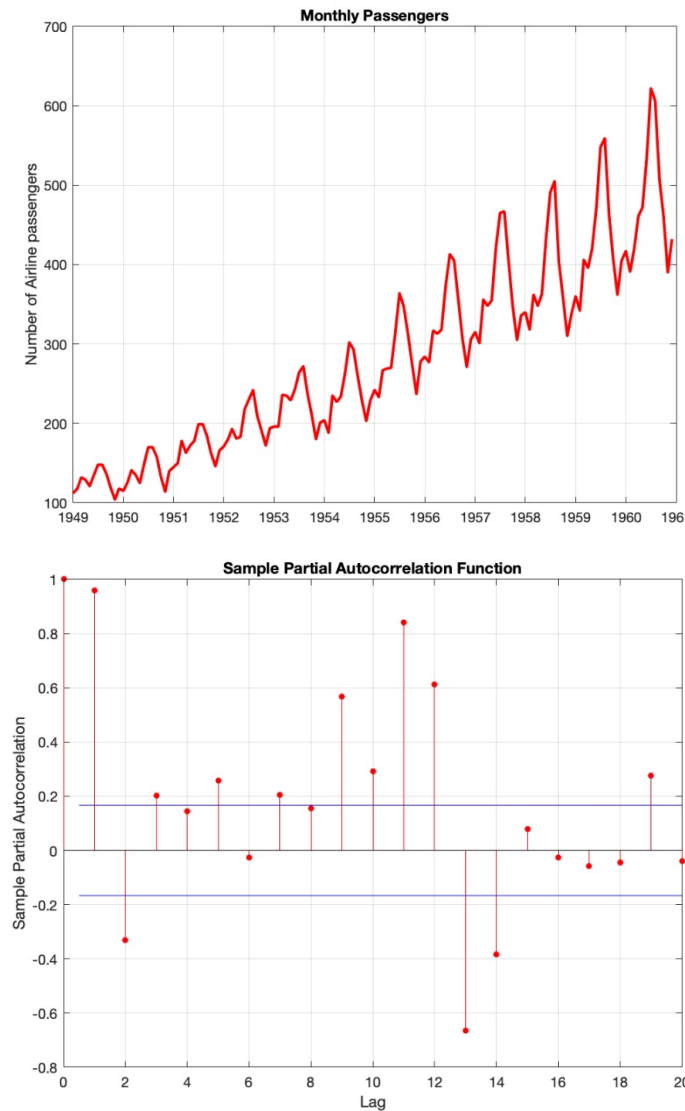 Monthly Passengers
700
600
500
400
300
200
100
Number of Airline passengers
1949 1950 1951 1952 1953 1954 1955 1956 1957 1958 1959 1960 196
Sample Partial Autocorrelation Function
1
0.8
0.6
0.4
0.2
0
-0.2
-0.4
-0.6
-0.8
Sample Partial Autocorrelation
0 2 4 6 8 10 12 14 16 18 20
Lag